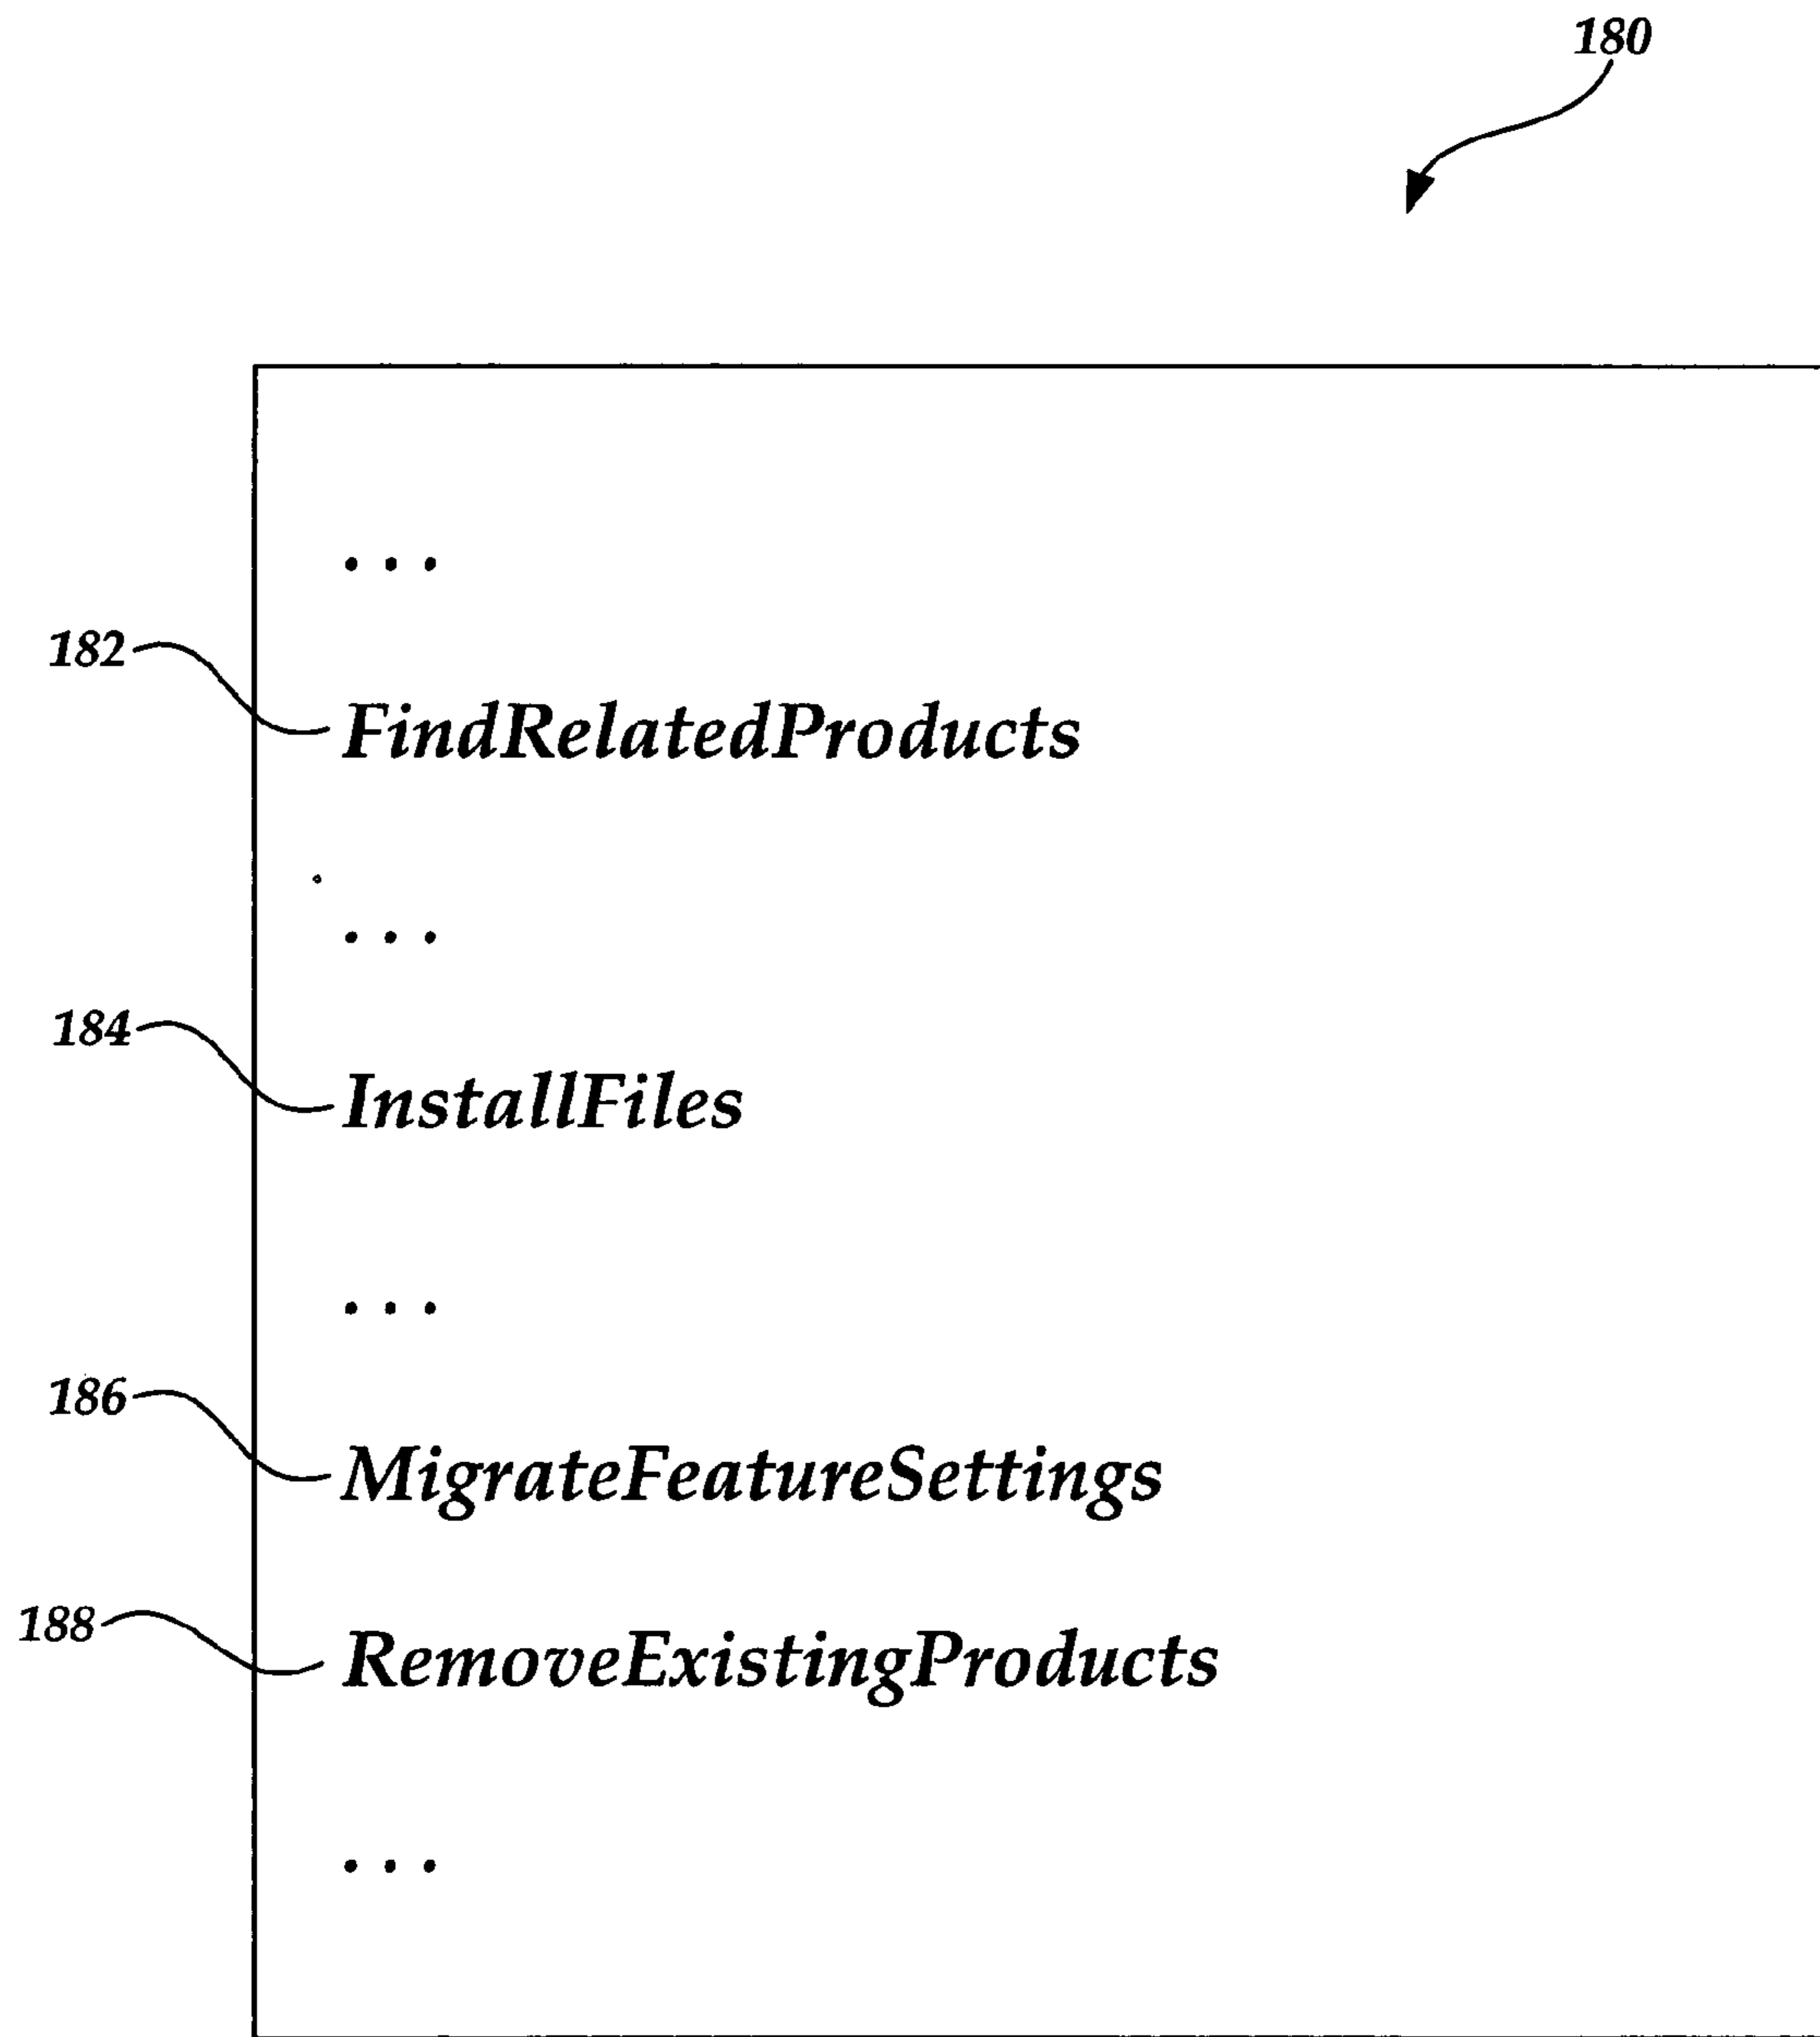 180
...
182
FindRelatedProducts
...
184
InstallFiles
...
186
MigrateFeatureSettings
188
RemoveExistingProducts
...